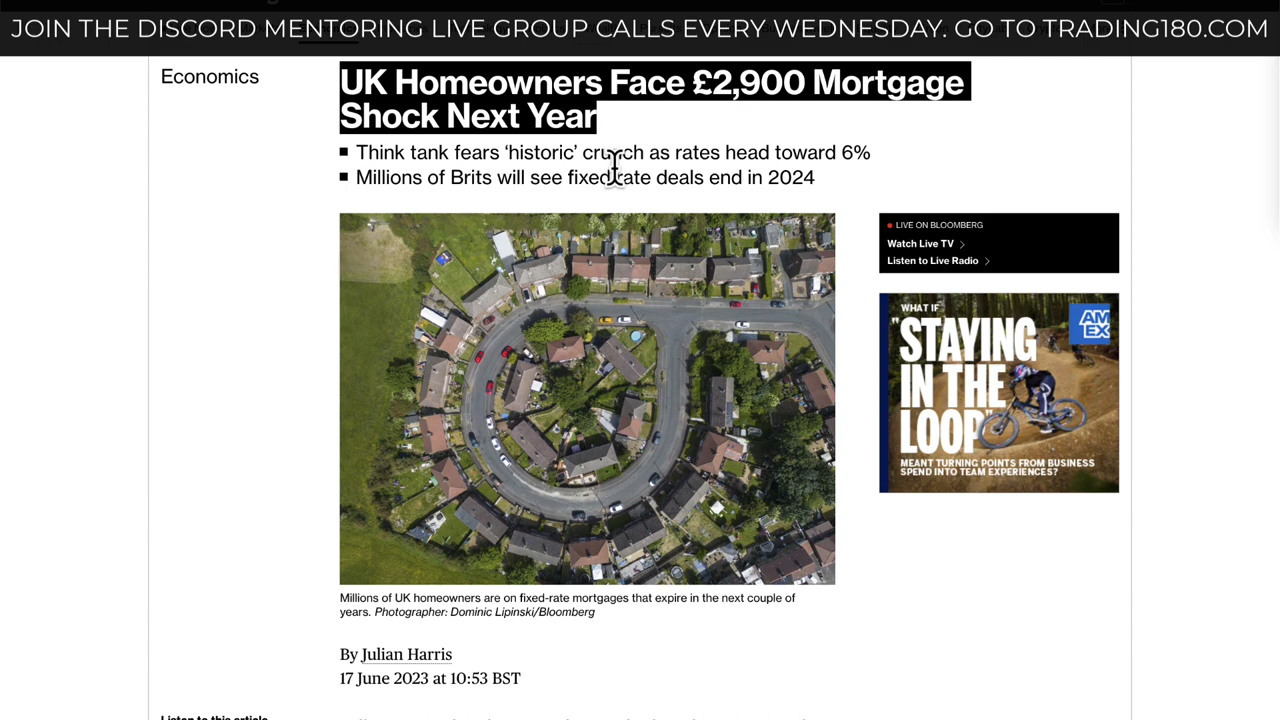 JOIN THE DISCORD MENTORING LIVE GROUP CALLS EVERY WEDNESDAY. GO TO TRADING180.COM
Economics
UK Homeowners Face £2,900 Mortgage
Shock Next Year
■ Think tank fears ‘historic’ crunch as rates head toward 6%
■ Millions of Brits will see fixed-rate deals end in 2024
LIVE ON BLOOMBERG
Watch Live TV
Listen to Live Radio
WHAT IF
"STAYING
IN THE
LOOP"
MEANT TURNING POINTS FROM BUSINESS
SPEND INTO TEAM EXPERIENCES?
AM
EX
Millions of UK homeowners are on fixed-rate mortgages that expire in the next couple of
years. Photographer: Dominic Lipinski/Bloomberg
By Julian Harris
17 June 2023 at 10:53 BST
Listen to this article